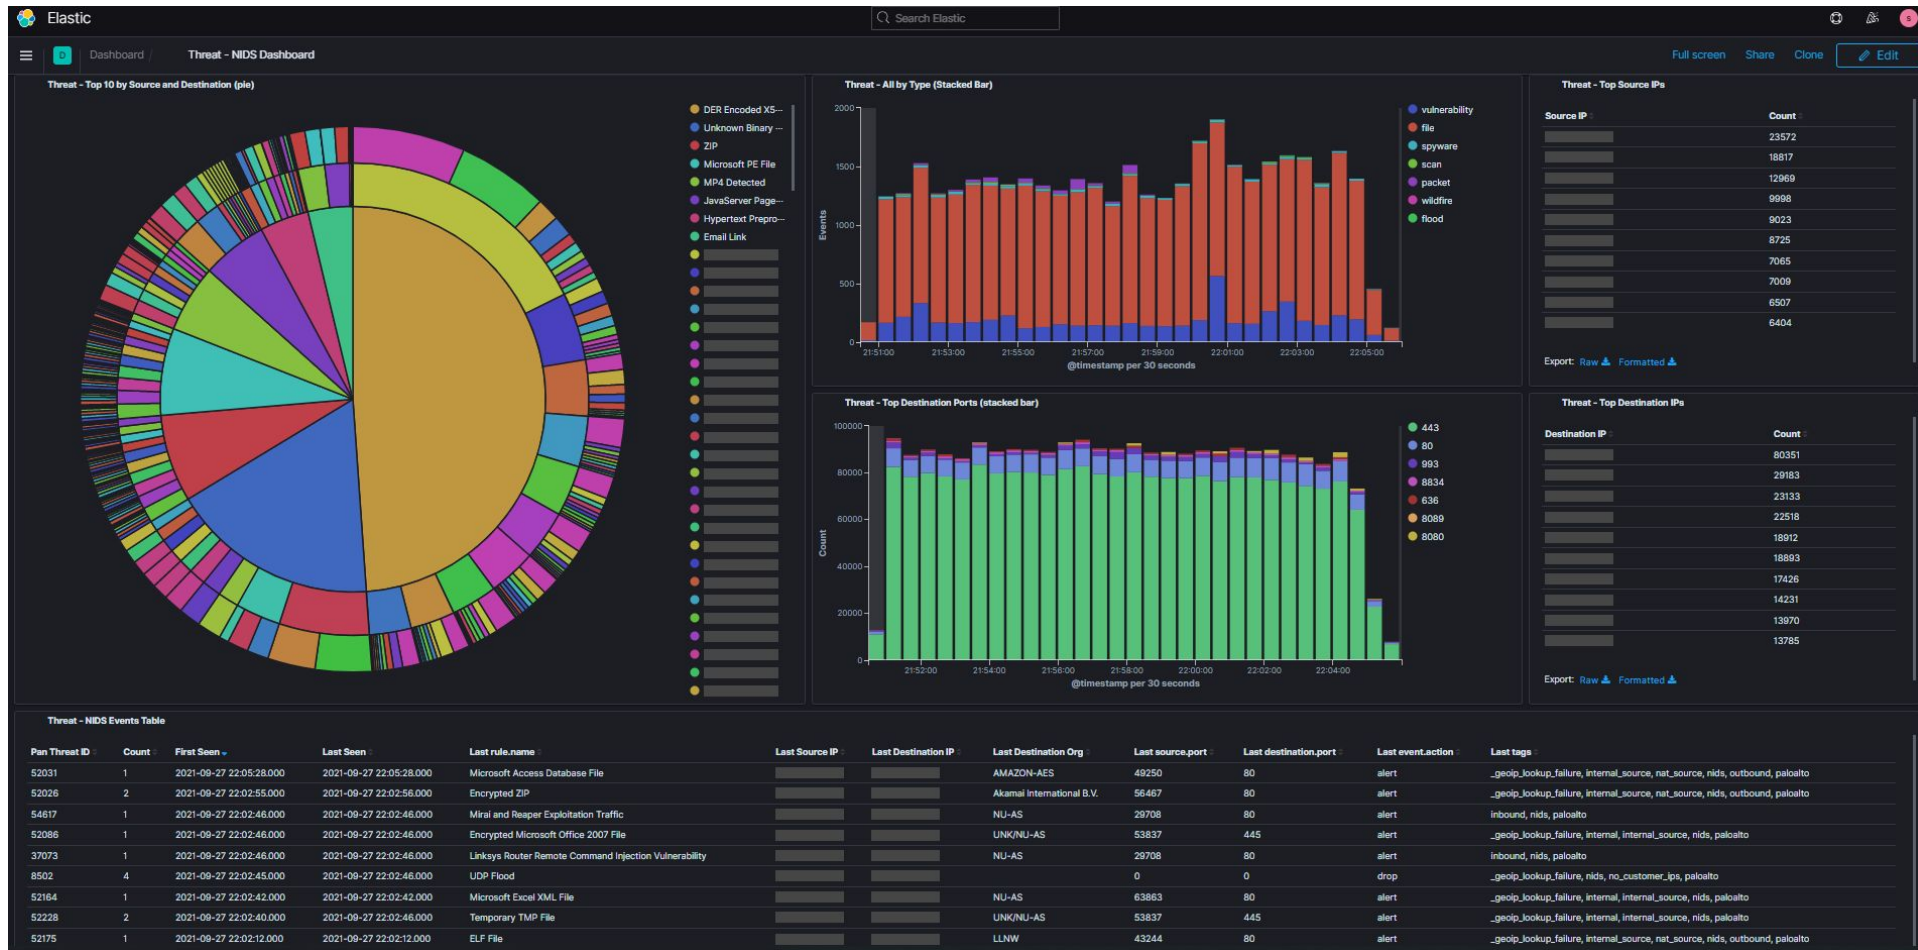 Elastic
Search Elastic
s
D
Dashboard / Threat - NIDS Dashboard
Full screen Share Clone Edit
Threat - Top 10 by Source and Destination (pie)
DER Encoded X5...
Unknown Binary ...
ZIP
Microsoft PE File
MP4 Detected
JavaServer Page...
Hypertext Prepro...
Email Link
Threat - All by Type (Stacked Bar)
2000
1500
1000
500
0
Events
21:51:00 21:53:00 21:55:00 21:57:00 21:59:00 22:01:00 22:03:00 22:05:00
@timestamp per 30 seconds
vulnerability
file
spyware
scan
packet
wildfire
flood
Threat - Top Source IPs
Source IP Count
23572
18817
12969
9998
9023
8725
7065
7009
6507
6404
Export: Raw Formatted
Threat - Top Destination Ports (stacked bar)
100000
80000
60000
40000
20000
0
Count
21:52:00 21:54:00 21:56:00 21:58:00 22:00:00 22:02:00 22:04:00
@timestamp per 30 seconds
443
80
993
8834
636
8089
8080
Threat - Top Destination IPs
Destination IP Count
80351
29183
23133
22518
18912
18893
17426
14231
13970
13785
Export: Raw Formatted
Threat - NIDS Events Table
Pan Threat ID Count First Seen Last Seen Last rule.name Last Source IP Last Destination IP Last Destination Org Last source.port Last destination.port Last event.action Last tags
52031 1 2021-09-27 22:05:28.000 2021-09-27 22:05:28.000 Microsoft Access Database File AMAZON-AES 49250 80 alert _geoip_lookup_failure, internal_source, nat_source, nids, outbound, paloalto
52026 2 2021-09-27 22:02:55.000 2021-09-27 22:02:56.000 Encrypted ZIP Akamai International B.V. 56467 80 alert _geoip_lookup_failure, internal_source, nat_source, nids, outbound, paloalto
54617 1 2021-09-27 22:02:46.000 2021-09-27 22:02:46.000 Mirai and Reaper Exploitation Traffic NU-AS 29708 80 alert inbound, nids, paloalto
52086 1 2021-09-27 22:02:46.000 2021-09-27 22:02:46.000 Encrypted Microsoft Office 2007 File UNK/NU-AS 53837 445 alert _geoip_lookup_failure, internal, internal_source, nids, paloalto
37073 1 2021-09-27 22:02:46.000 2021-09-27 22:02:46.000 Linksys Router Remote Command Injection Vulnerability NU-AS 29708 80 alert inbound, nids, paloalto
8502 4 2021-09-27 22:02:45.000 2021-09-27 22:02:46.000 UDP Flood 0 0 drop _geoip_lookup_failure, nids, no_customer_ips, paloalto
52164 1 2021-09-27 22:02:42.000 2021-09-27 22:02:42.000 Microsoft Excel XML File NU-AS 63863 80 alert _geoip_lookup_failure, internal, internal_source, nids, paloalto
52228 2 2021-09-27 22:02:40.000 2021-09-27 22:02:46.000 Temporary TMP File UNK/NU-AS 53837 445 alert _geoip_lookup_failure, internal, internal_source, nids, paloalto
52175 1 2021-09-27 22:02:12.000 2021-09-27 22:02:12.000 ELF File LLNW 43244 80 alert _geoip_lookup_failure, internal_source, nat_source, nids, outbound, paloalto